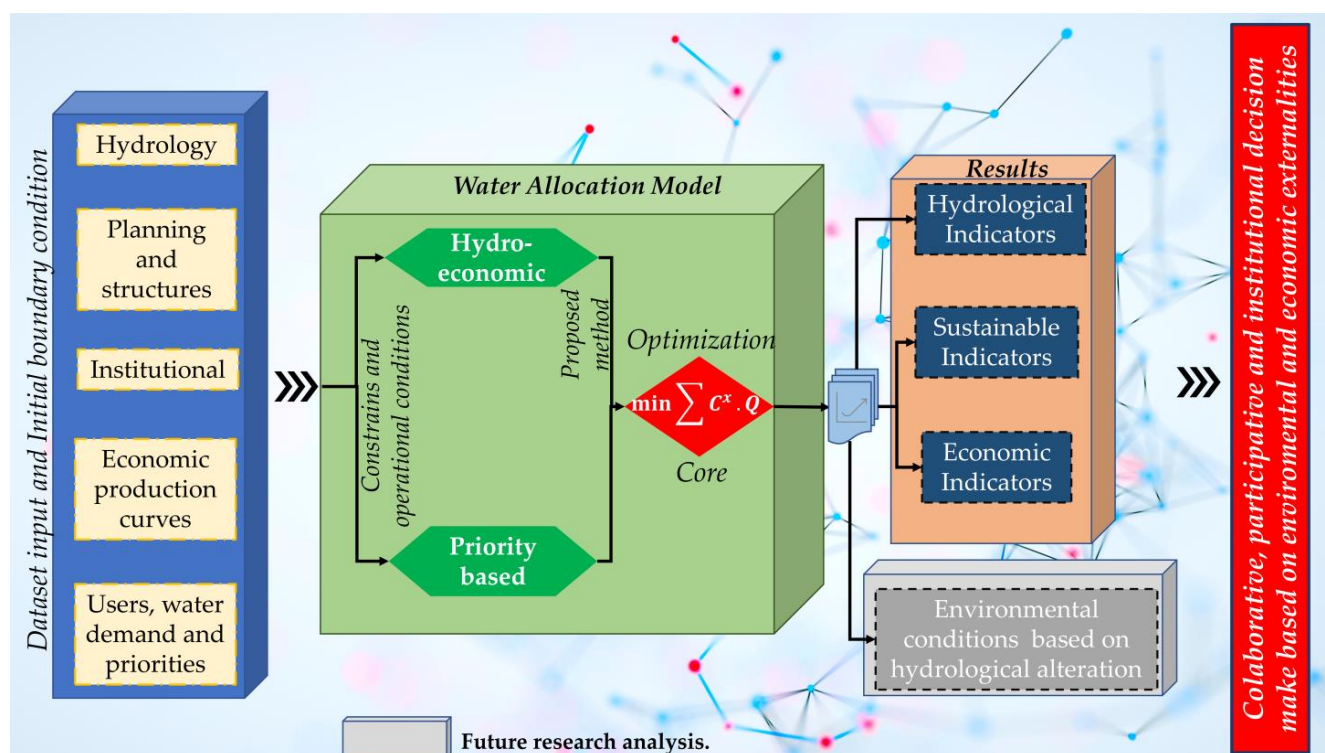 Dataset input and Initial boundary condition
Hydrology
Planning
and
structures
Institutional
Economic
production
curves
Users, water
demand and
priorities
Water Allocation Model
Hydro-
economic
Constrains and
operational conditions
Proposed
method
Priority
based
Optimization
min ∑ Cˣ . Q
Core
Results
Hydrological
Indicators
Sustainable
Indicators
Economic
Indicators
Environmental
conditions based on
hydrological alteration
Colaborative, participative and institutional decision
make based on enviromental and economic externalities
Future research analysis.